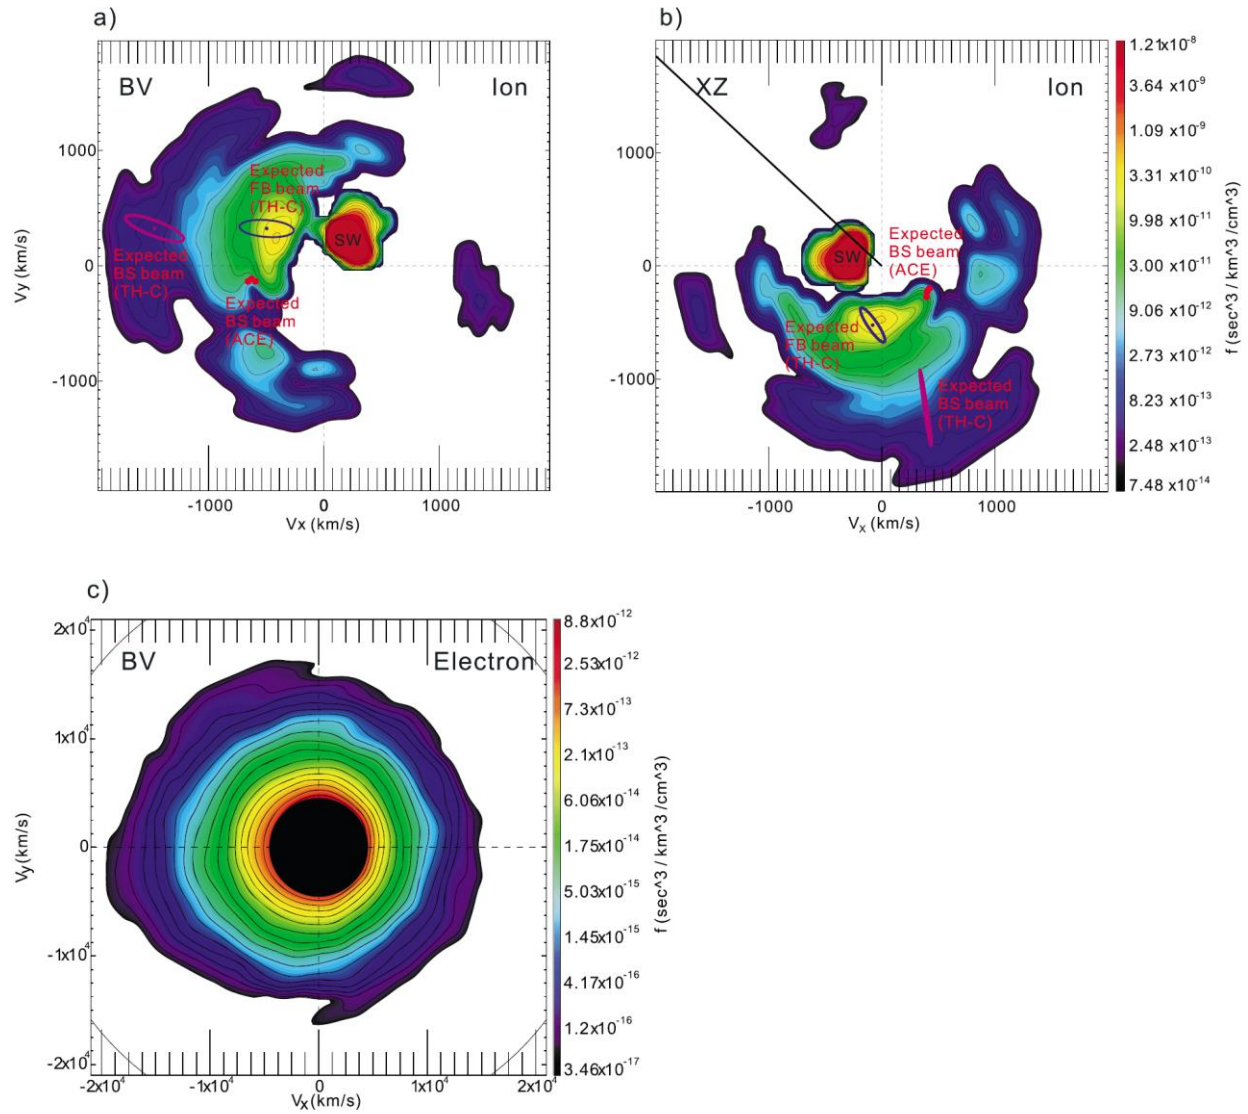 a)
BV
Ion
1000
0
-1000
Vy (km/s)
SW
Expected
FB beam
(TH-C)
Expected
BS beam
(TH-C)
Expected
BS beam
(ACE)
-1000
0
1000
Vx (km/s)
b)
XZ
Ion
1000
0
-1000
SW
Expected
BS beam
(ACE)
Expected
FB beam
(TH-C)
Expected
BS beam
(TH-C)
-1000
0
1000
Vx (km/s)
1.21x10-8
3.64 x10-9
1.09 x10-9
3.31 x10-10
9.98 x10-11
3.00 x10-11
9.06 x10-12
2.73 x10-12
8.23 x10-13
2.48 x10-13
7.48 x10-14
f (sec^3 / km^3 /cm^3)
c)
BV
Electron
2x10^4
1x10^4
0
-1x10^4
-2x10^4
Vy(km/s)
-2x10^4
-1x10^4
0
1x10^4
2x10^4
Vx(km/s)
8.8x10-12
2.53x10-12
7.3x10-13
2.1x10-13
6.06x10-14
1.75x10-14
5.03x10-15
1.45x10-15
4.17x10-16
1.2x10-16
3.46x10-17
f (sec^3 / km^3 /cm^3)